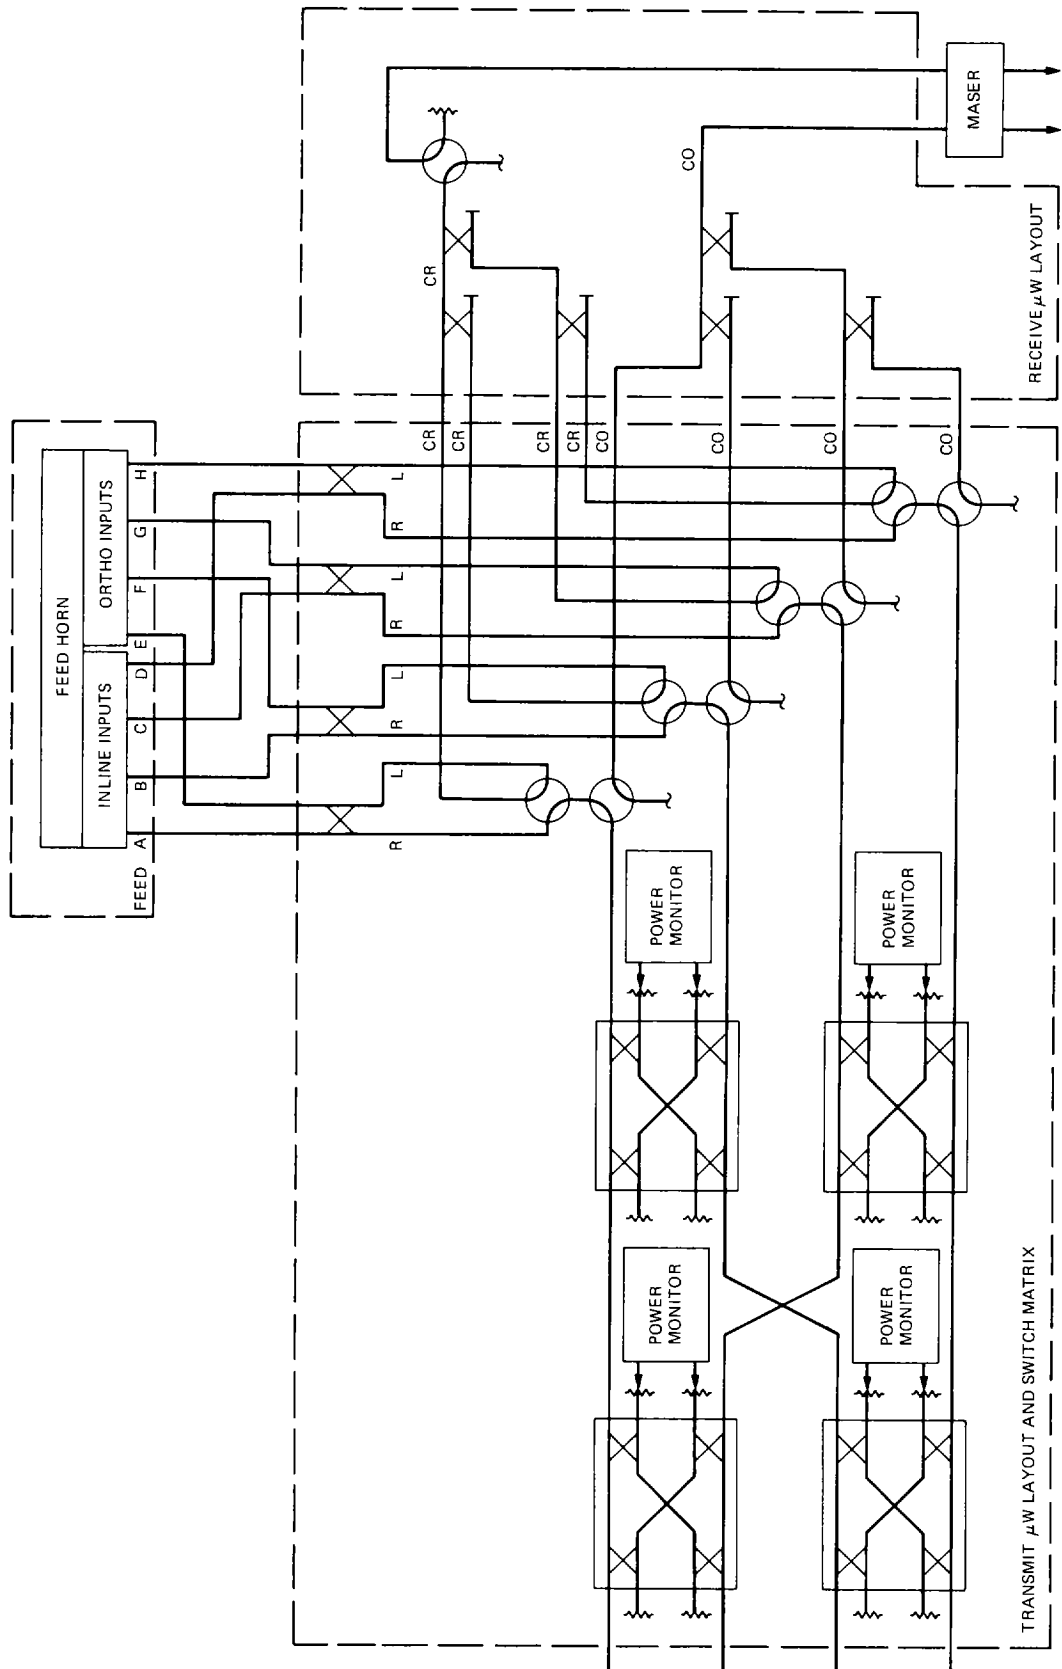 FEED HORN
INLINE INPUTS
ORTHO INPUTS
FEED
A
B
C
D
E
F
G
H
R
L
R
L
R
L
R
L
CR
CR
CR
CR
CO
CO
CO
CO
CR
CO
MASER
RECEIVE μW LAYOUT
POWER
MONITOR
POWER
MONITOR
POWER
MONITOR
POWER
MONITOR
TRANSMIT μW LAYOUT AND SWITCH MATRIX